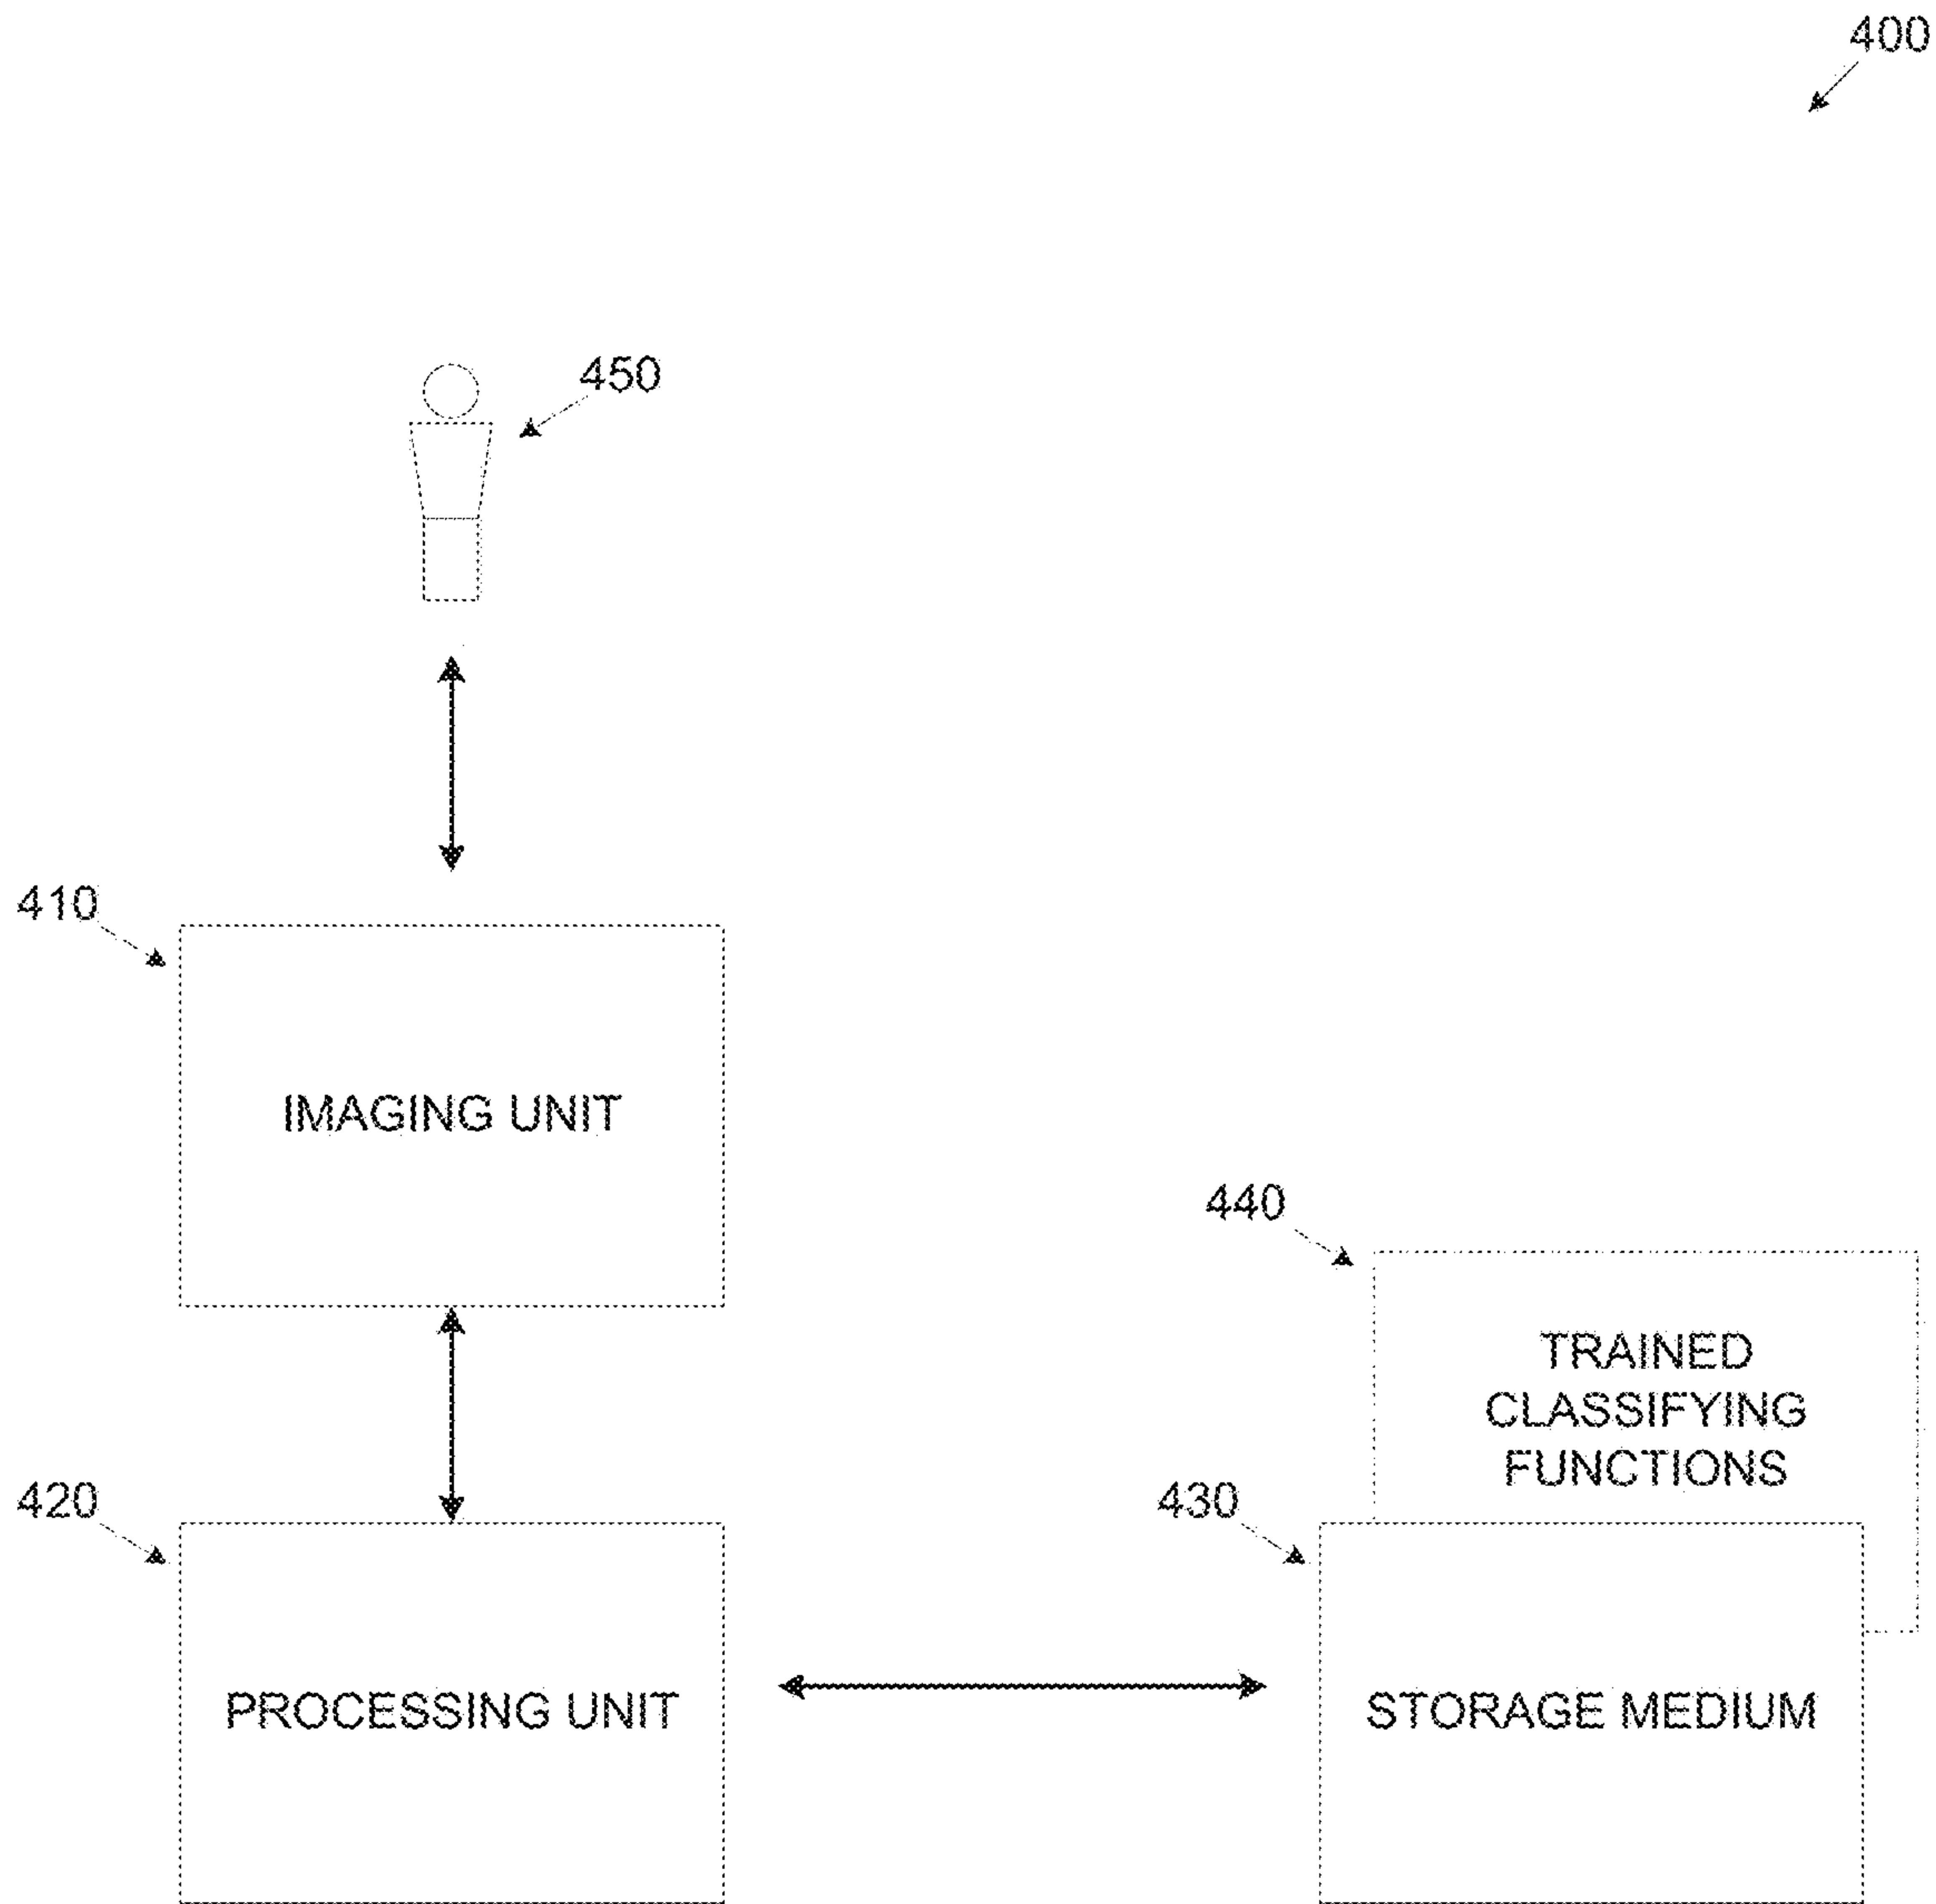 400
450
410
IMAGING UNIT
440
TRAINED
CLASSIFYING
FUNCTIONS
420
430
PROCESSING UNIT
STORAGE MEDIUM